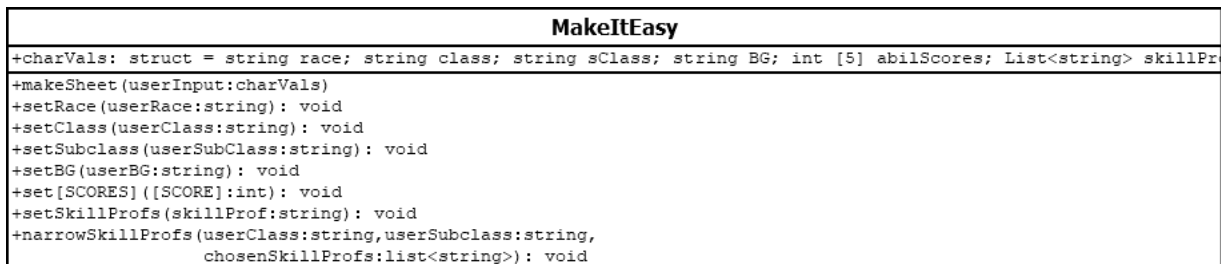 MakeItEasy
+charVals: struct = string race; string class; string sClass; string BG; int [5] abilScores; List<string> skillPr
+makeSheet(userInput:charVals)
+setRace(userRace:string): void
+setClass(userClass:string): void
+setSubclass(userSubClass:string): void
+setBG(userBG:string): void
+set[SCORES]([SCORE]:int): void
+setSkillProfs(skillProf:string): void
+narrowSkillProfs(userClass:string,userSubclass:string,
chosenSkillProfs:list<string>): void